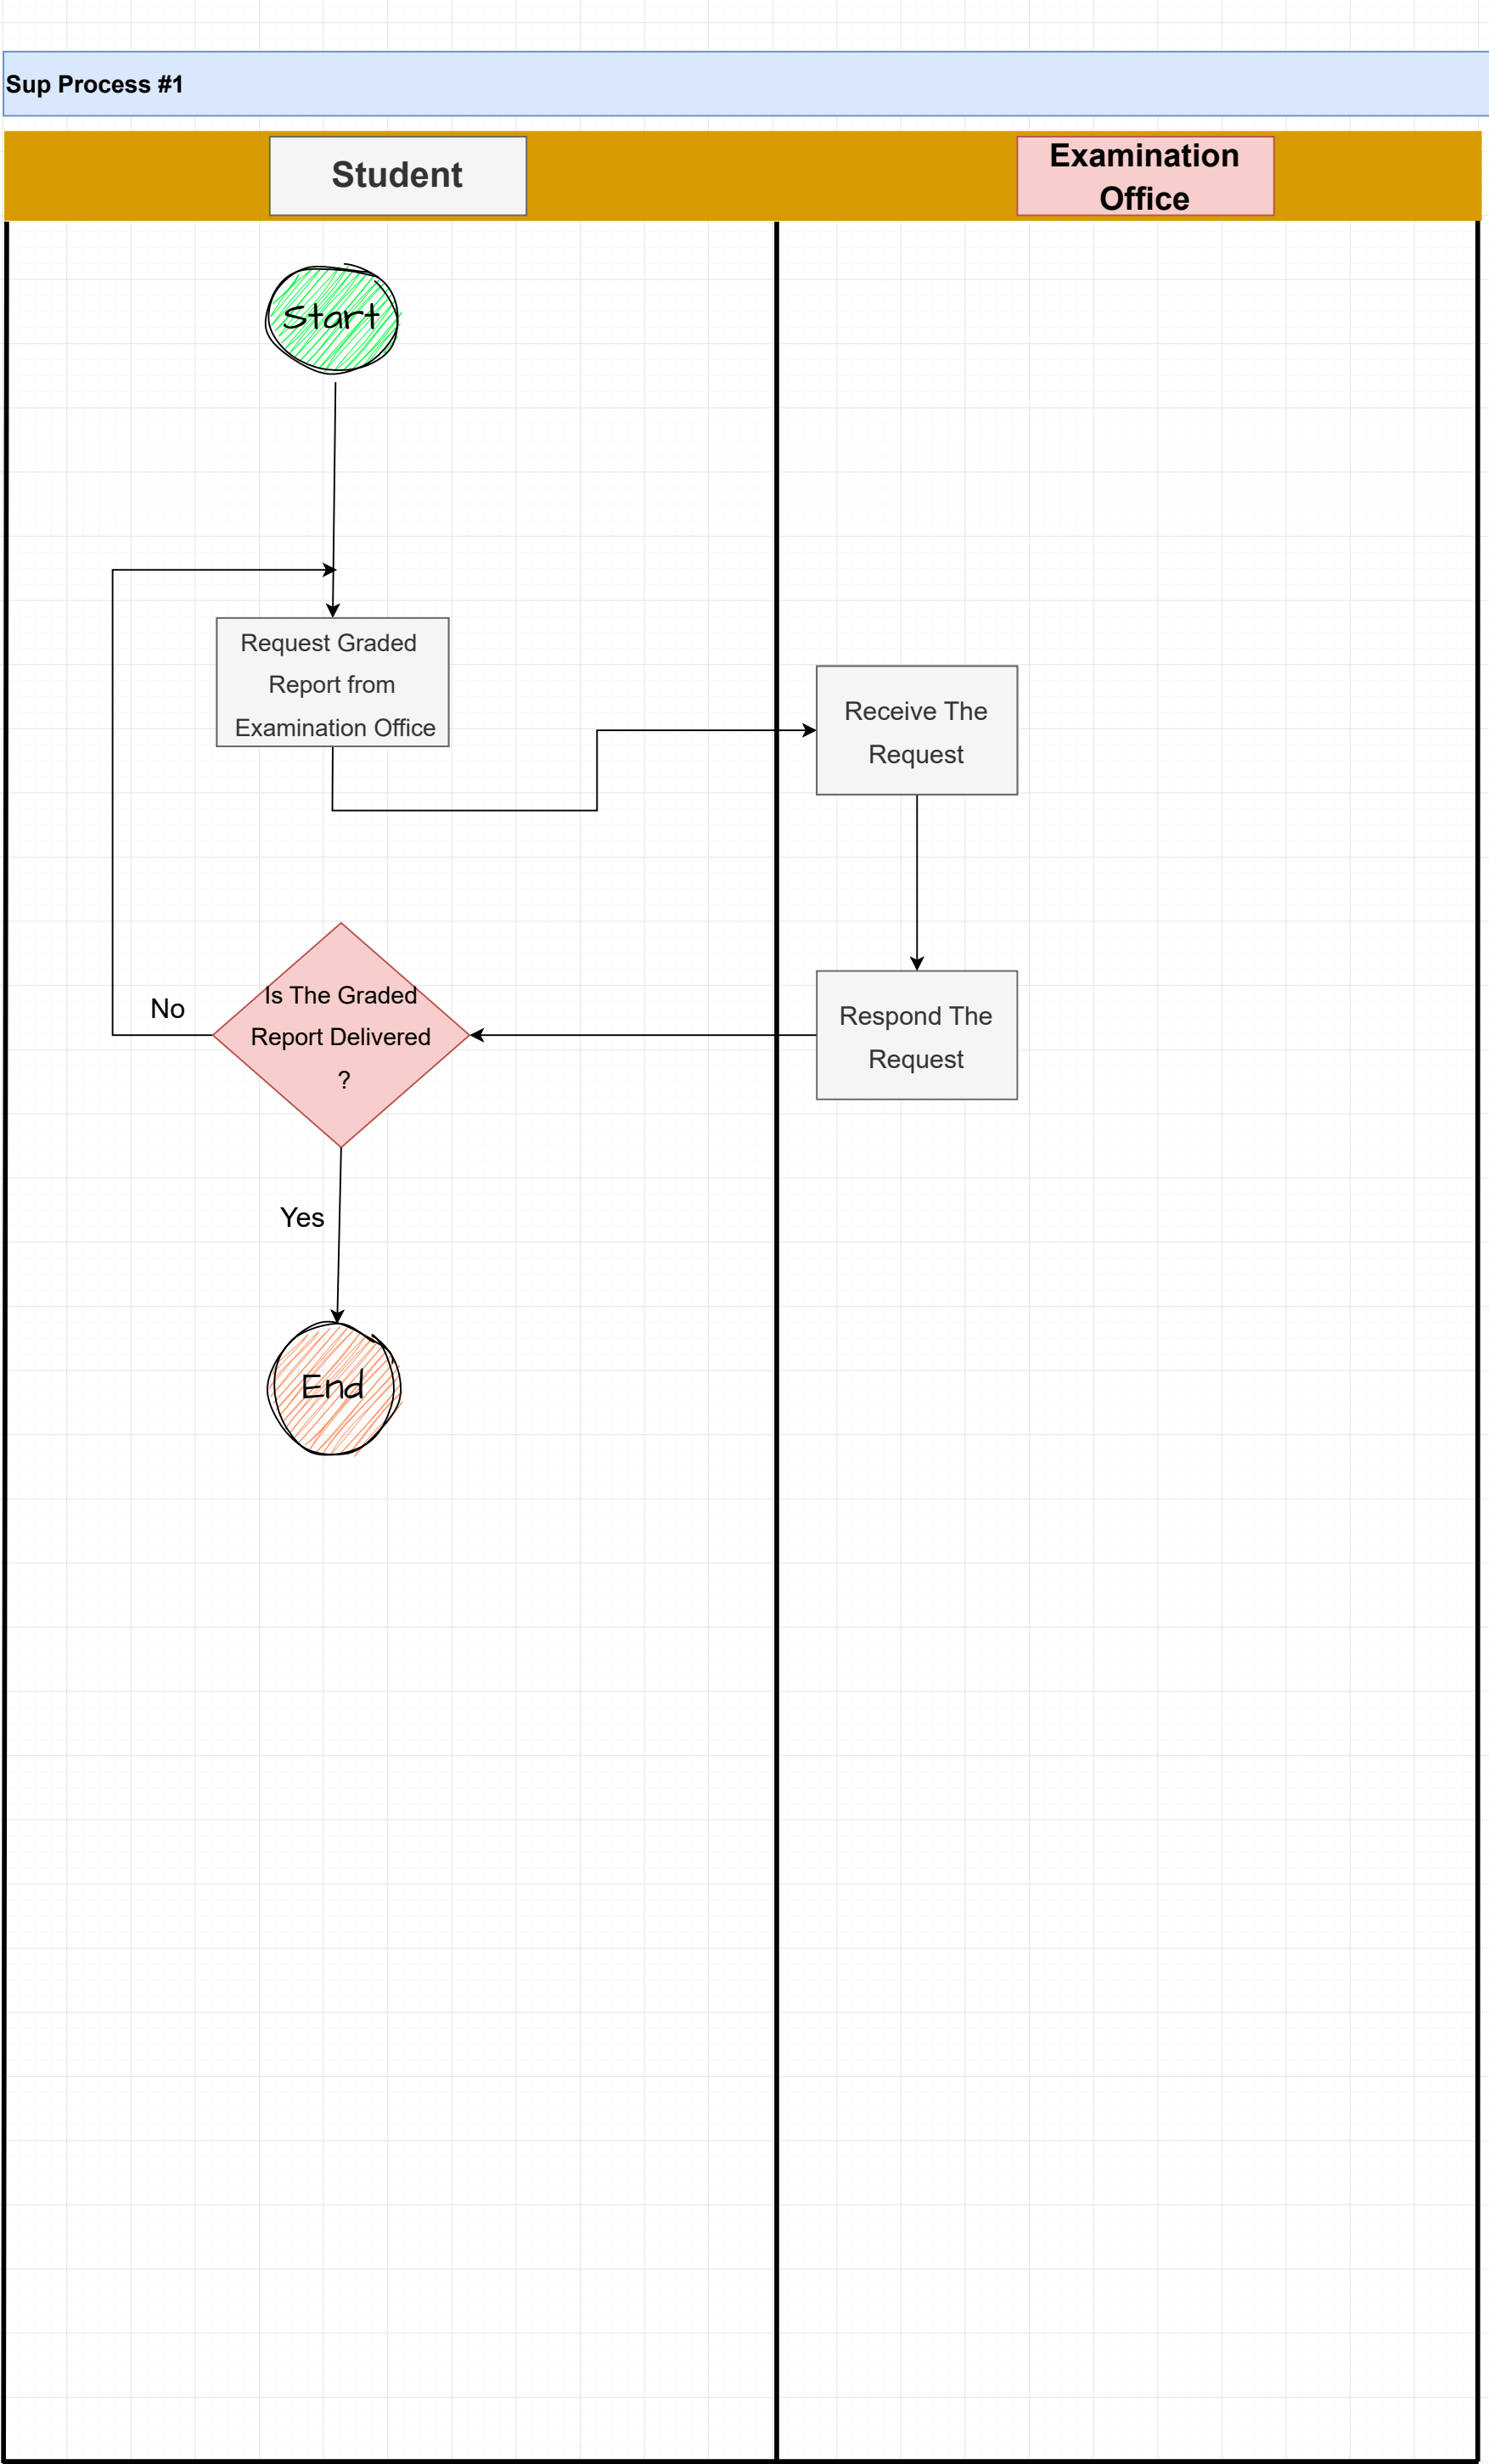 Sup Process #1
Student
Examination
Office
Start
Request Graded
Report from
Examination Office
Receive The
Request
Is The Graded
Report Delivered
?
No
Respond The
Request
Yes
End